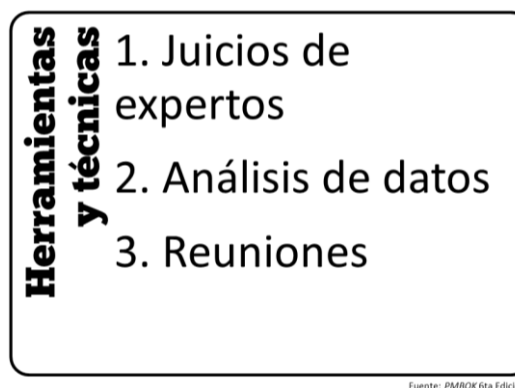 Herramientas
y técnicas
1. Juicios de
expertos
2. Análisis de datos
3. Reuniones
Fuente: PMBOK 6ta Edici